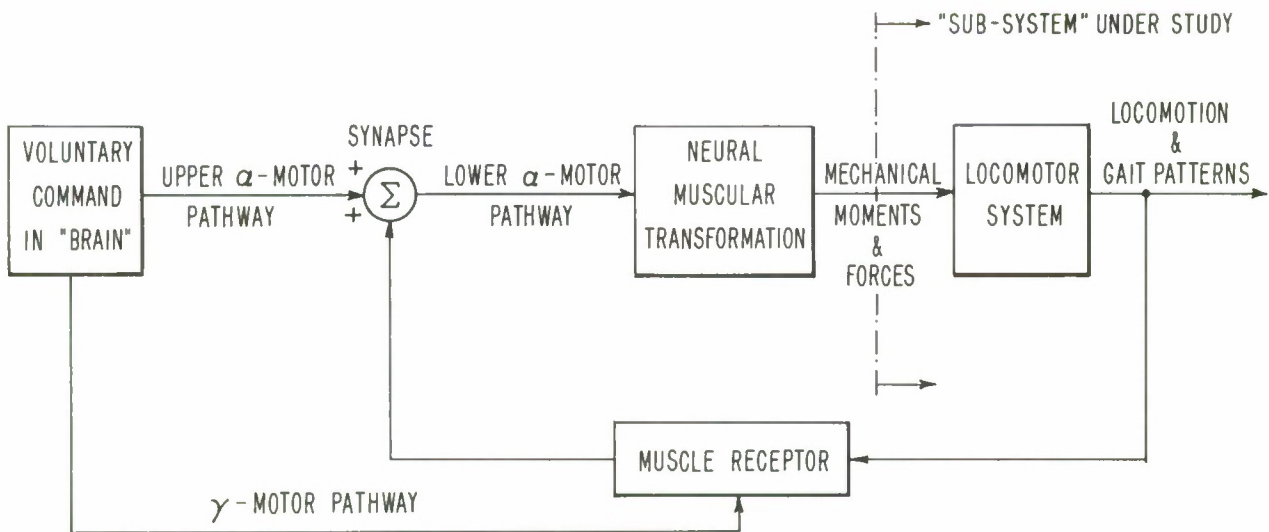 "SUB-SYSTEM" UNDER STUDY
VOLUNTARY
COMMAND
IN "BRAIN"
UPPER α-MOTOR
PATHWAY
SYNAPSE
+
+
Σ
LOWER α-MOTOR
PATHWAY
NEURAL
MUSCULAR
TRANSFORMATION
MECHANICAL
MOMENTS
&
FORCES
LOCOMOTOR
SYSTEM
LOCOMOTION
&
GAIT PATTERNS
MUSCLE RECEPTOR
γ-MOTOR PATHWAY